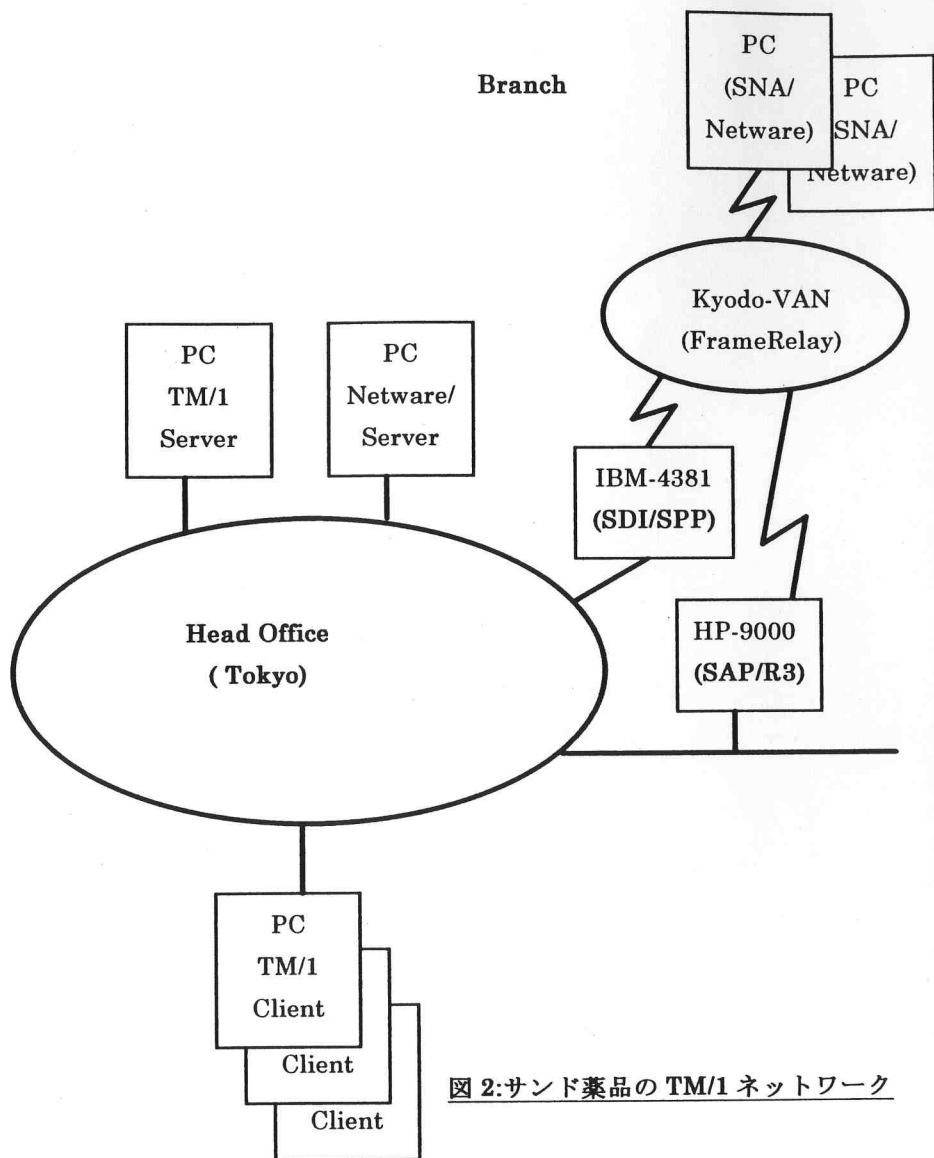 Branch
PC
(SNA/
Netware)
PC
SNA/
Netware)
Kyodo-VAN
(FrameRelay)
PC
TM/1
Server
PC
Netware/
Server
IBM-4381
(SDI/SPP)
HP-9000
(SAP/R3)
Head Office
( Tokyo)
PC
TM/1
Client
Client
Client
図 2:サンド薬品の TM/1 ネットワーク